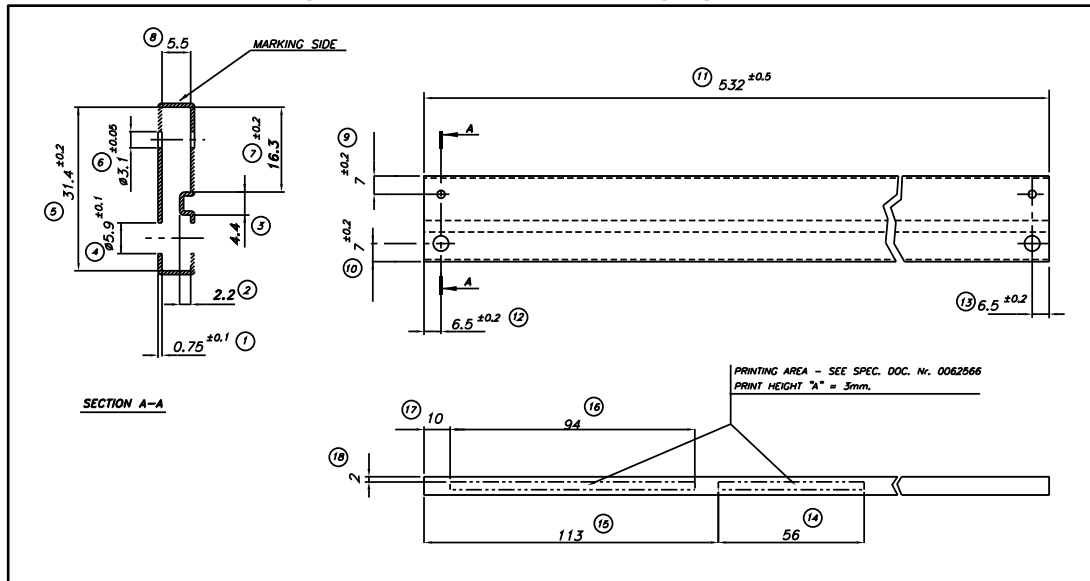 ⑧ 5.5
MARKING SIDE
⑪ 532 ±0.5
⑤ 31.4 ±0.2
⑥ ø3.1 ±0.05
⑦ 16.3 ±0.2
④ ø5.9 ±0.1
4.4 ③
2.2 ②
0.75 ±0.1 ①
SECTION A-A
⑨ 7 ±0.2
A
⑩ 7 ±0.2
A
6.5 ±0.2 ⑫
⑬ 6.5 ±0.2
PRINTING AREA - SEE SPEC. DOC. Nr. 0062566
PRINT HEIGHT "A" = 3mm.
⑰ 10
⑯
94
⑱ 2
113 ⑮
⑭
56